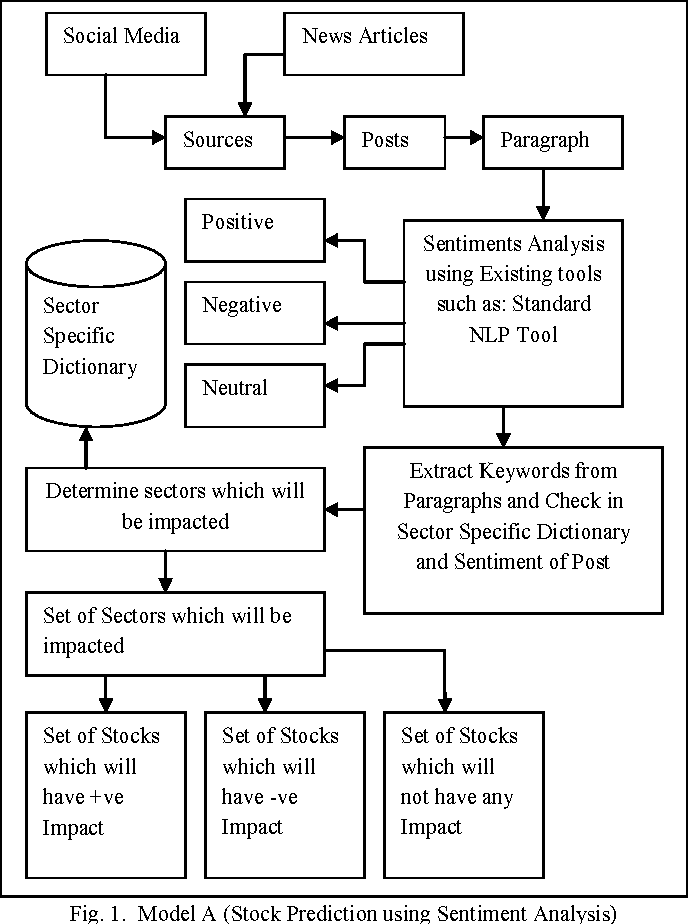 Social Media
News Articles
Sources
Posts
Paragraph
Positive
Negative
Neutral
Sentiments Analysis
using Existing tools
such as: Standard
NLP Tool
Sector
Specific
Dictionary
Extract Keywords from
Paragraphs and Check in
Sector Specific Dictionary
and Sentiment of Post
Determine sectors which will
be impacted
Set of Sectors which will be
impacted
Set of Stocks
which will
have +ve
Impact
Set of Stocks
which will
have -ve
Impact
Set of Stocks
which will
not have any
Impact
Fig. 1. Model A (Stock Prediction using Sentiment Analysis)